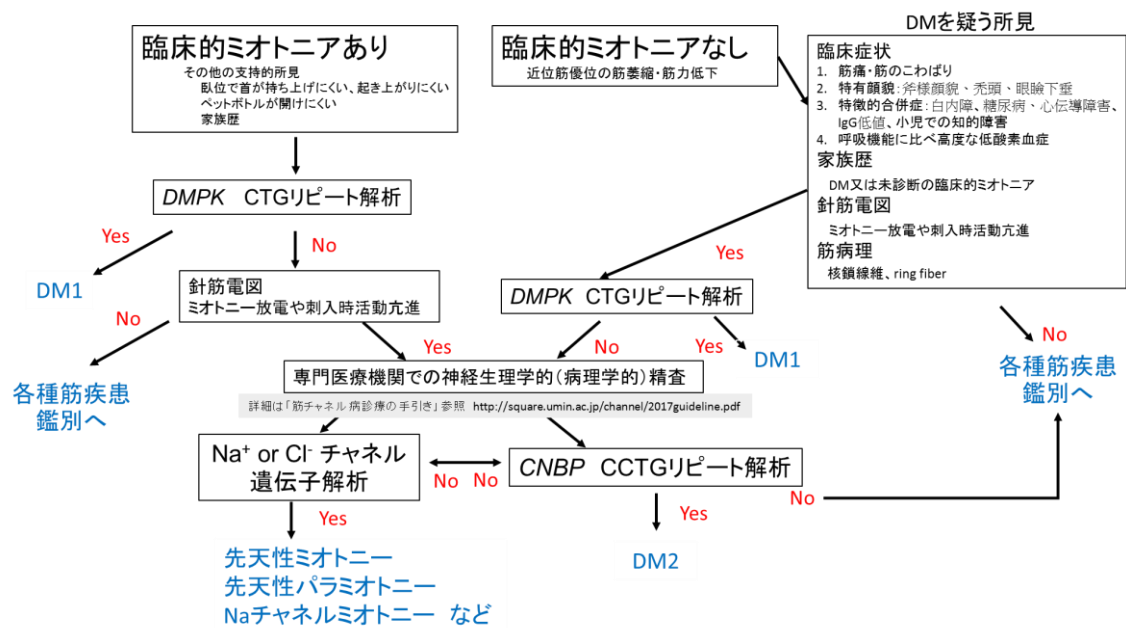 臨床的ミオトニアあり
その他の支持的所見
臥位で首が持ち上げにくい、起き上がりにくい
ペットボトルが開けにくい
家族歴
臨床的ミオトニアなし
近位筋優位の筋萎縮・筋力低下
DMを疑う所見
臨床症状
1. 筋痛・筋のこわばり
2. 特有顔貌：斧様顔貌、禿頭、眼瞼下垂
3. 特徴的合併症：白内障、糖尿病、心伝導障害、
IgG低値、小児での知的障害
4. 呼吸機能に比べ高度な低酸素血症
家族歴
DM又は未診断の臨床的ミオトニア
針筋電図
ミオトニー放電や刺入時活動亢進
筋病理
核鎖線維、ring fiber
DMPK CTGリピート解析
Yes
No
DM1
針筋電図
ミオトニー放電や刺入時活動亢進
Yes
DMPK CTGリピート解析
No
Yes
No
Yes
DM1
No
各種筋疾患
鑑別へ
各種筋疾患
鑑別へ
専門医療機関での神経生理学的（病理学的）精査
詳細は「筋チャネル病診療の手引き」参照 http://square.umin.ac.jp/channel/2017guideline.pdf
Na⁺ or Cl⁻ チャネル
遺伝子解析
No No
CNBP CCTGリピート解析
No
Yes
Yes
先天性ミオトニー
先天性パラミオトニー
Naチャネルミオトニー など
DM2